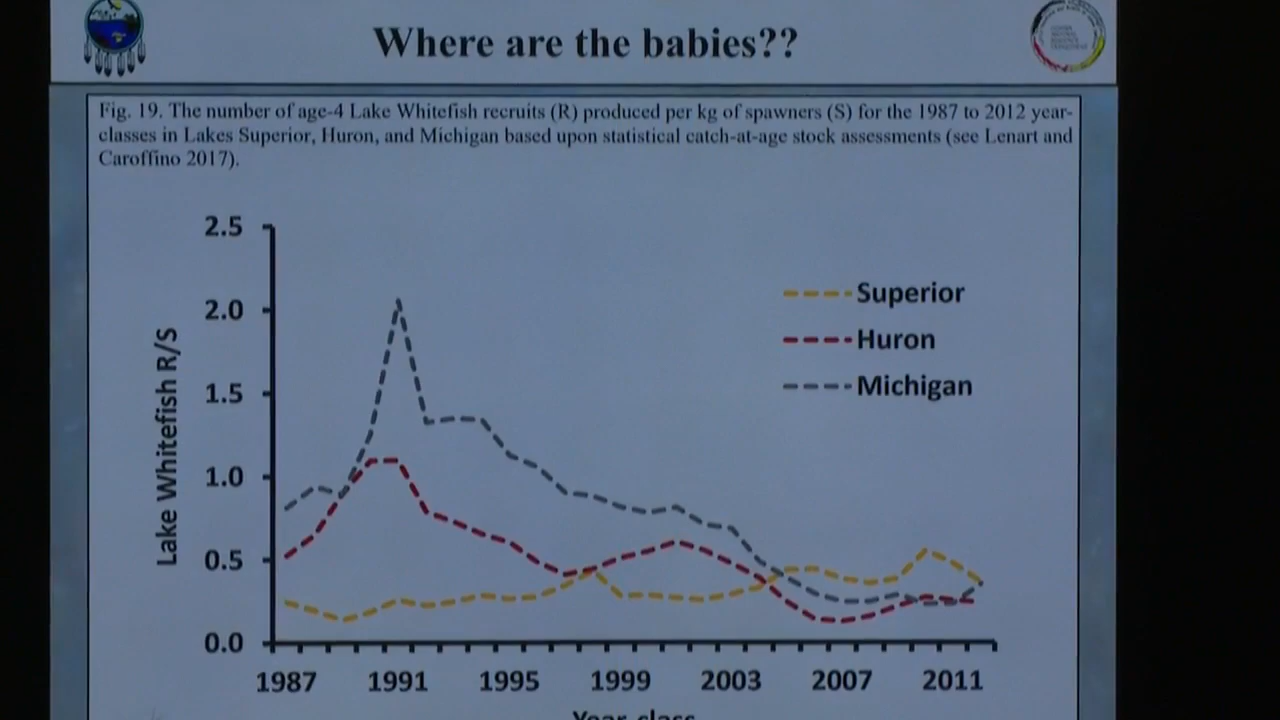 Where are the babies??
Fig. 19. The number of age-4 Lake Whitefish recruits (R) produced per kg of spawners (S) for the 1987 to 2012 year-
classes in Lakes Superior, Huron, and Michigan based upon statistical catch-at-age stock assessments (see Lenart and
Caroffino 2017).
2.5
2.0
1.5
1.0
0.5
0.0
Lake Whitefish R/S
Superior
Huron
Michigan
1987 1991 1995 1999 2003 2007 2011
Year-class